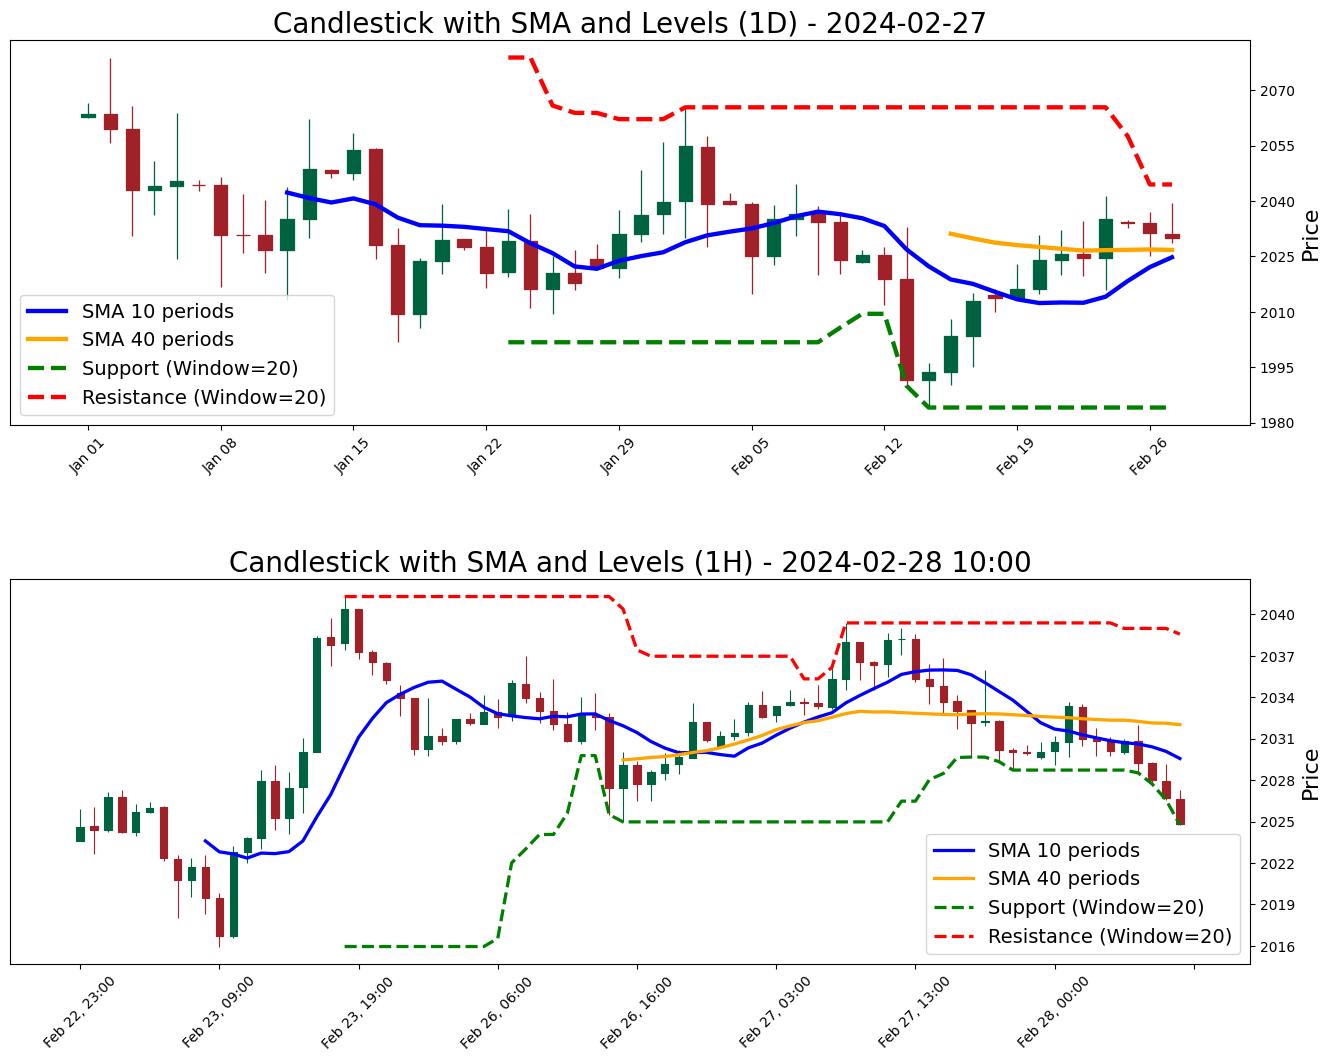 Candlestick with SMA and Levels (1D) - 2024-02-27
2070
2055
2040
2025
2010
1995
1980
Price
SMA 10 periods
SMA 40 periods
Support (Window=20)
Resistance (Window=20)
Jan 01
Jan 08
Jan 15
Jan 22
Jan 29
Feb 05
Feb 12
Feb 19
Feb 26
Candlestick with SMA and Levels (1H) - 2024-02-28 10:00
2040
2037
2034
2031
2028
2025
2022
2019
2016
Price
SMA 10 periods
SMA 40 periods
Support (Window=20)
Resistance (Window=20)
Feb 22, 23:00
Feb 23, 09:00
Feb 23, 19:00
Feb 26, 06:00
Feb 26, 16:00
Feb 27, 03:00
Feb 27, 13:00
Feb 28, 00:00